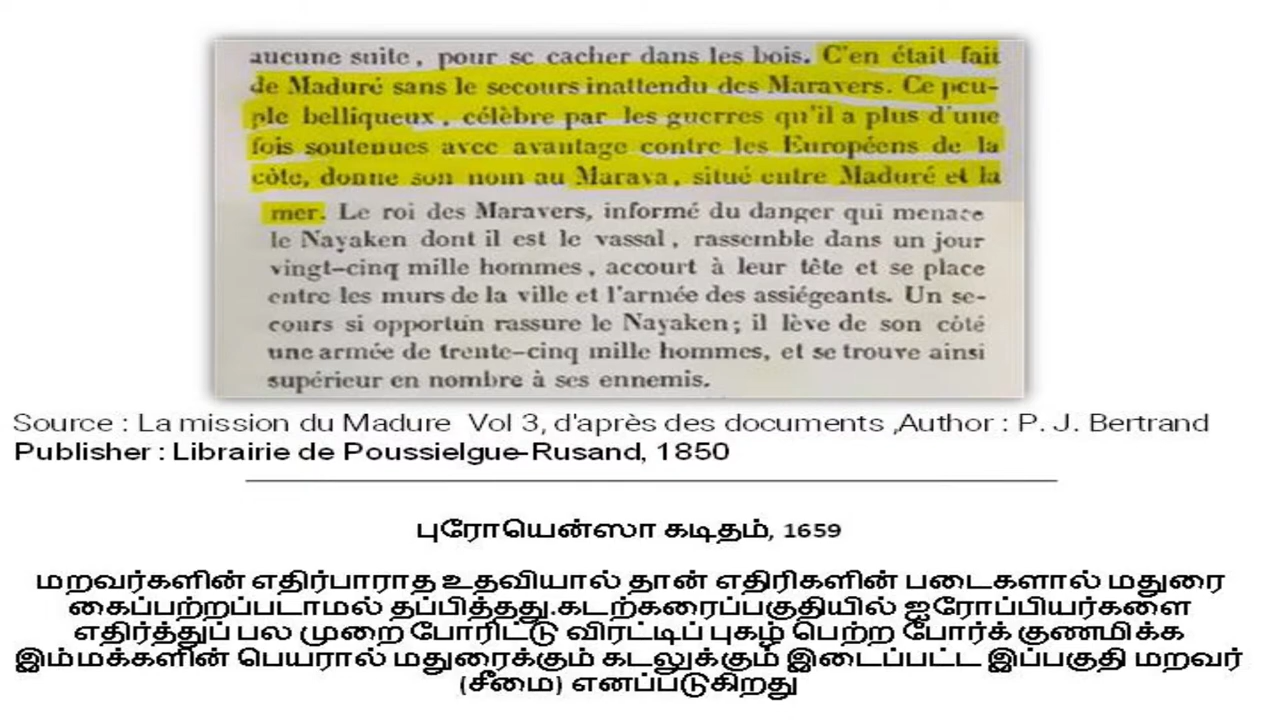 aucune suite, pour se cacher dans les bois. C'en était fait
de Maduré sans le secours inattendu des Maravers. Ce peu-
ple belliqueux, célèbre par les guerres qu'il a plus d'une
fois soutenues avec avantage contre les Européens de la
côte, donne son nom au Marava, situé entre Maduré et la
mer. Le roi des Maravers, informé du danger qui menace
le Nayaken dont il est le vassal, rassemble dans un jour
vingt-cinq mille hommes, accourt à leur tête et se place
entre les murs de la ville et l'armée des assiégeants. Un se-
cours si opportun rassure le Nayaken; il lève de son côté
une armée de trente-cinq mille hommes, et se trouve ainsi
supérieur en nombre à ses ennemis.
Source : La mission du Madure Vol 3, d'après des documents ,Author : P. J. Bertrand
Publisher : Librairie de Poussielgue-Rusand, 1850
புரோயென்ஸா கடிதம், 1659
மறவர்களின் எதிர்பாராத உதவியால் தான் எதிரிகளின் படைகளால் மதுரை
கைப்பற்றப்படாமல் தப்பித்தது.கடற்கரைப்பகுதியில் ஐரோப்பியர்களை
எதிர்த்துப் பல முறை போரிட்டு விரட்டிப் புகழ் பெற்ற போர்க் குணமிக்க
இம்மக்களின் பெயரால் மதுரைக்கும் கடலுக்கும் இடைப்பட்ட இப்பகுதி மறவர்
(சீமை) எனப்படுகிறது